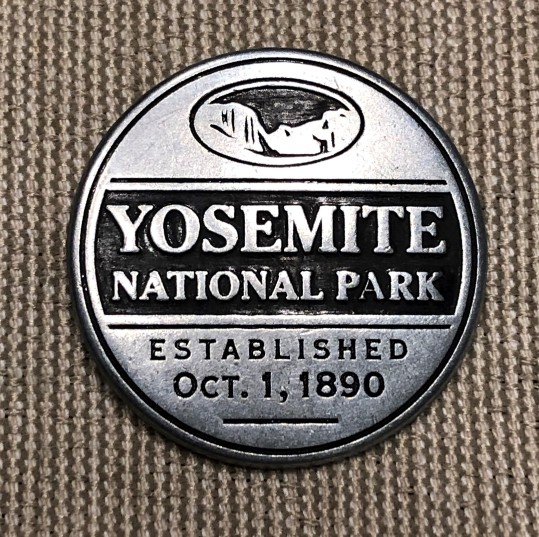 YOSEMITE
NATIONAL PARK
ESTABLISHED
OCT. 1, 1890